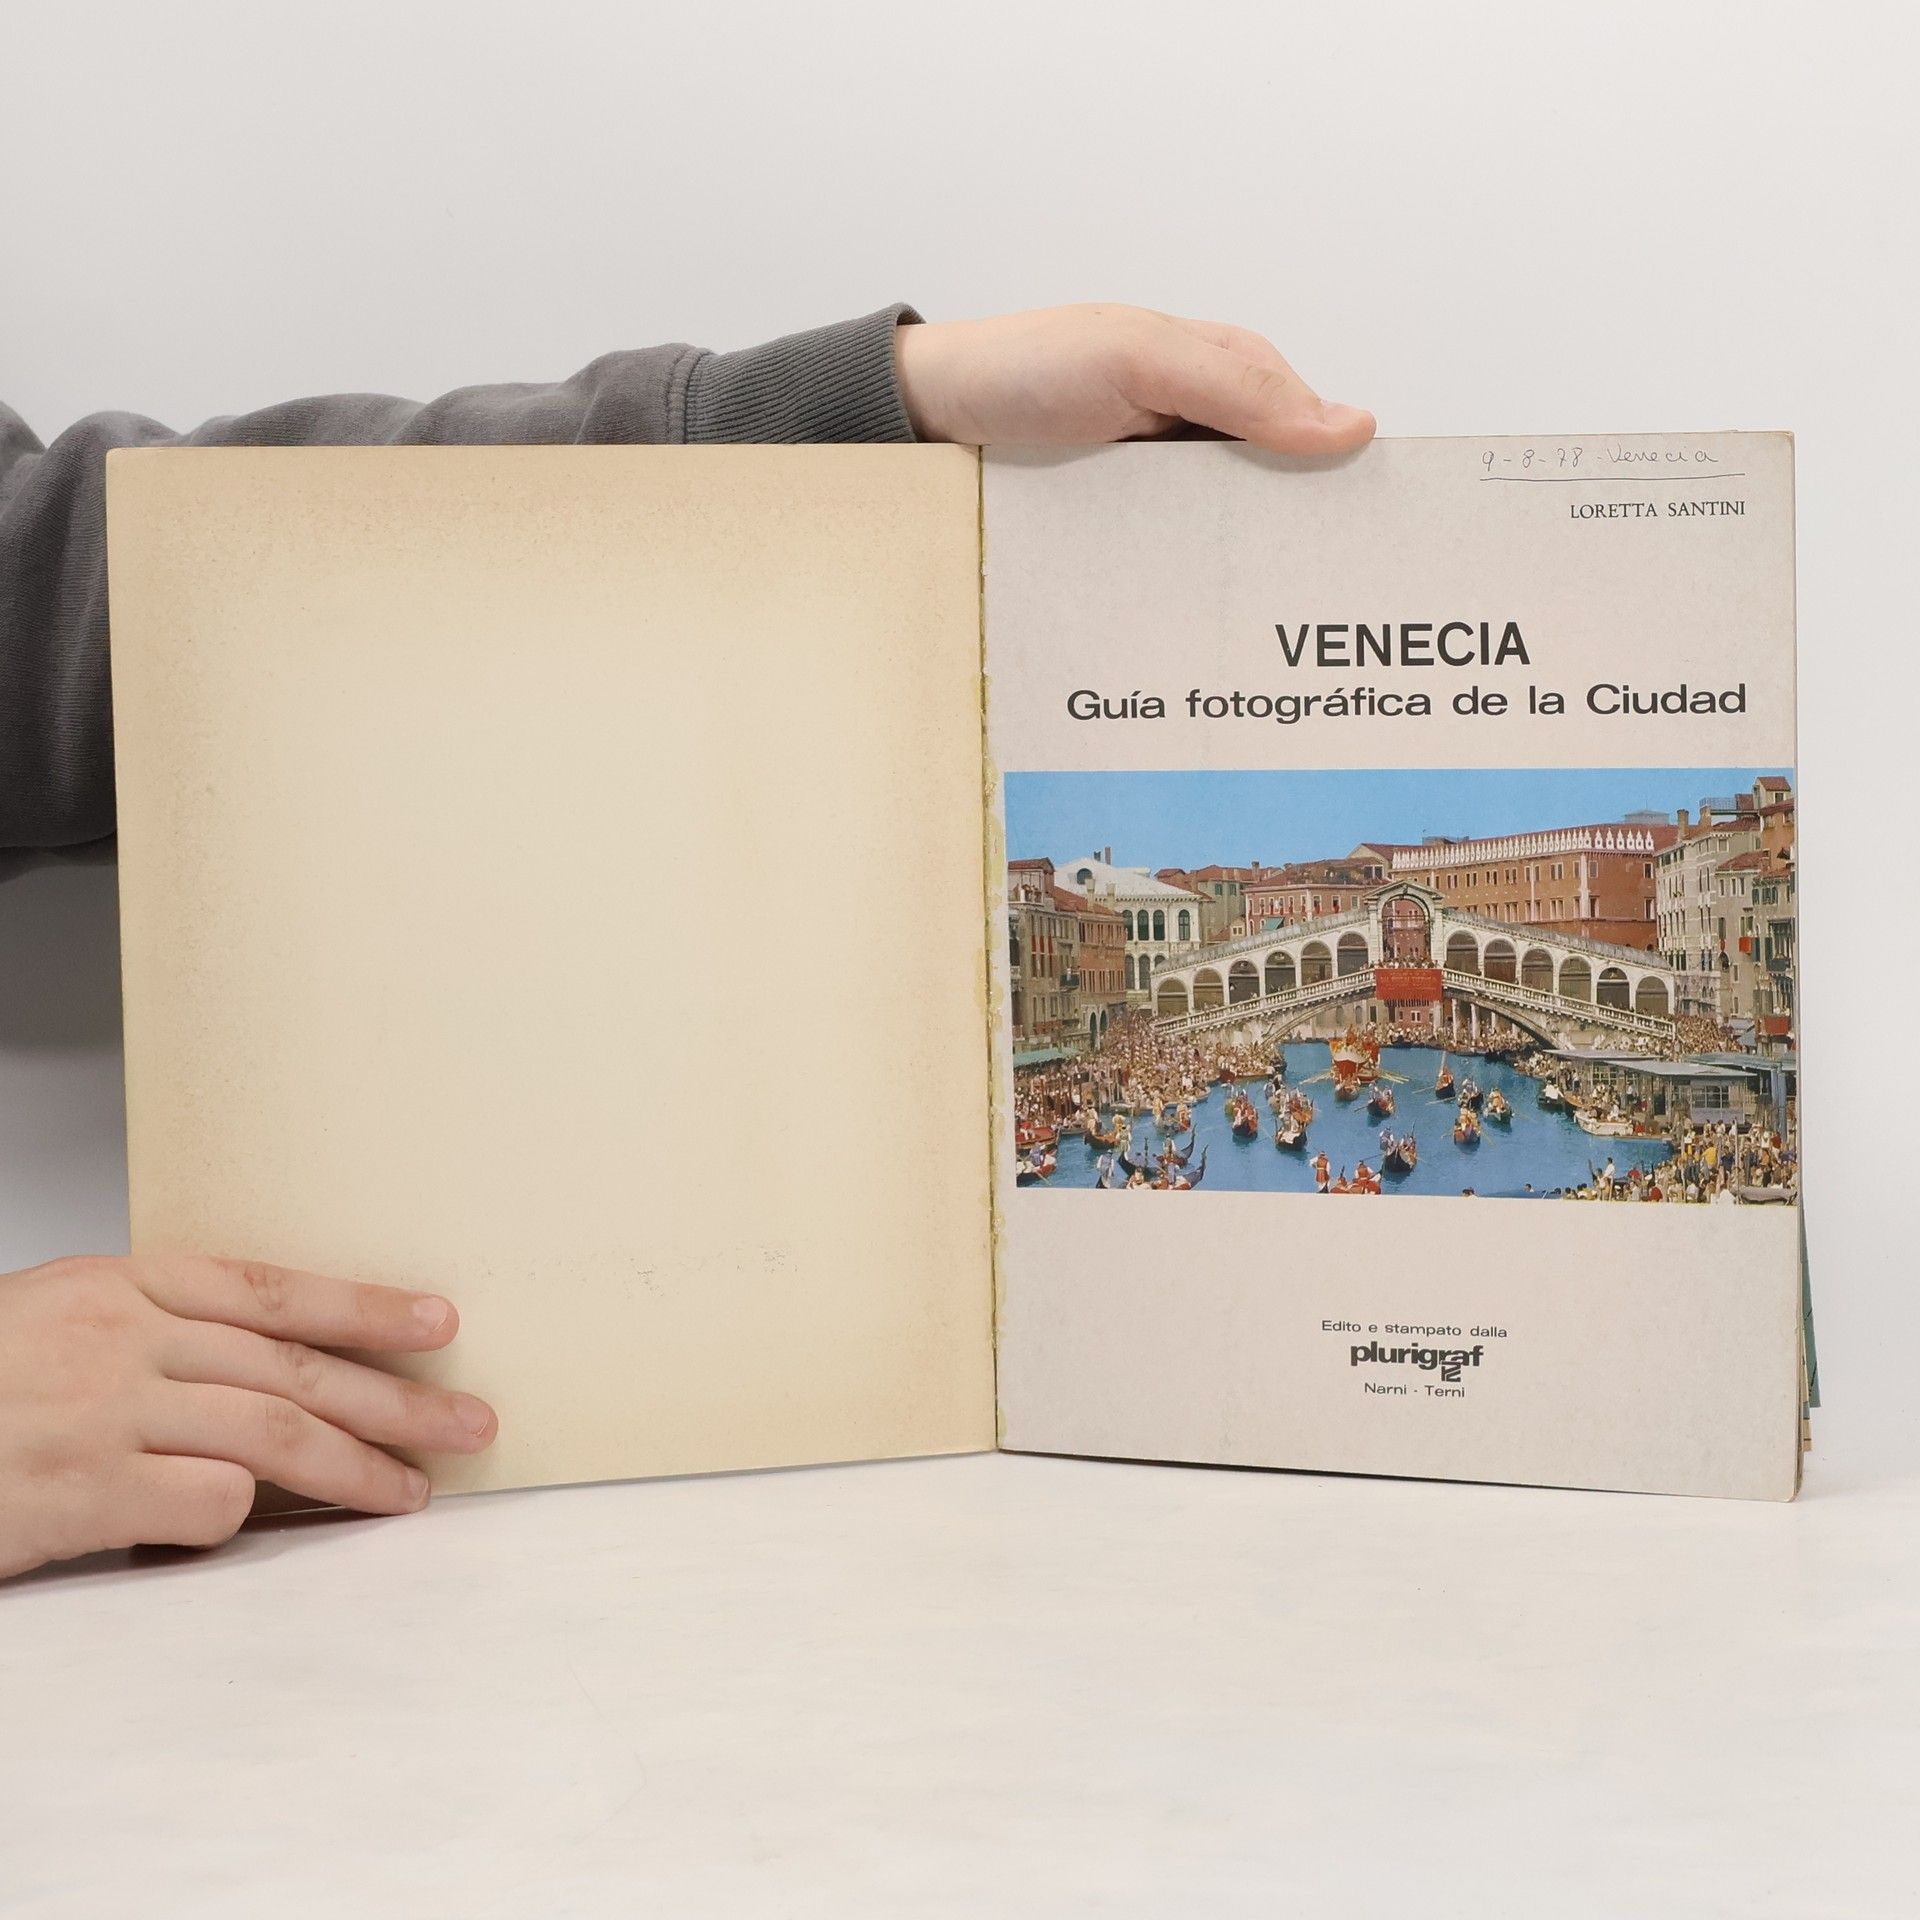 9-8-78 - Venecia
LORETTA SANTINI
VENECIA
Guía fotográfica de la Ciudad
Edito e stampato dalla
plurigraf
Narni - Terni